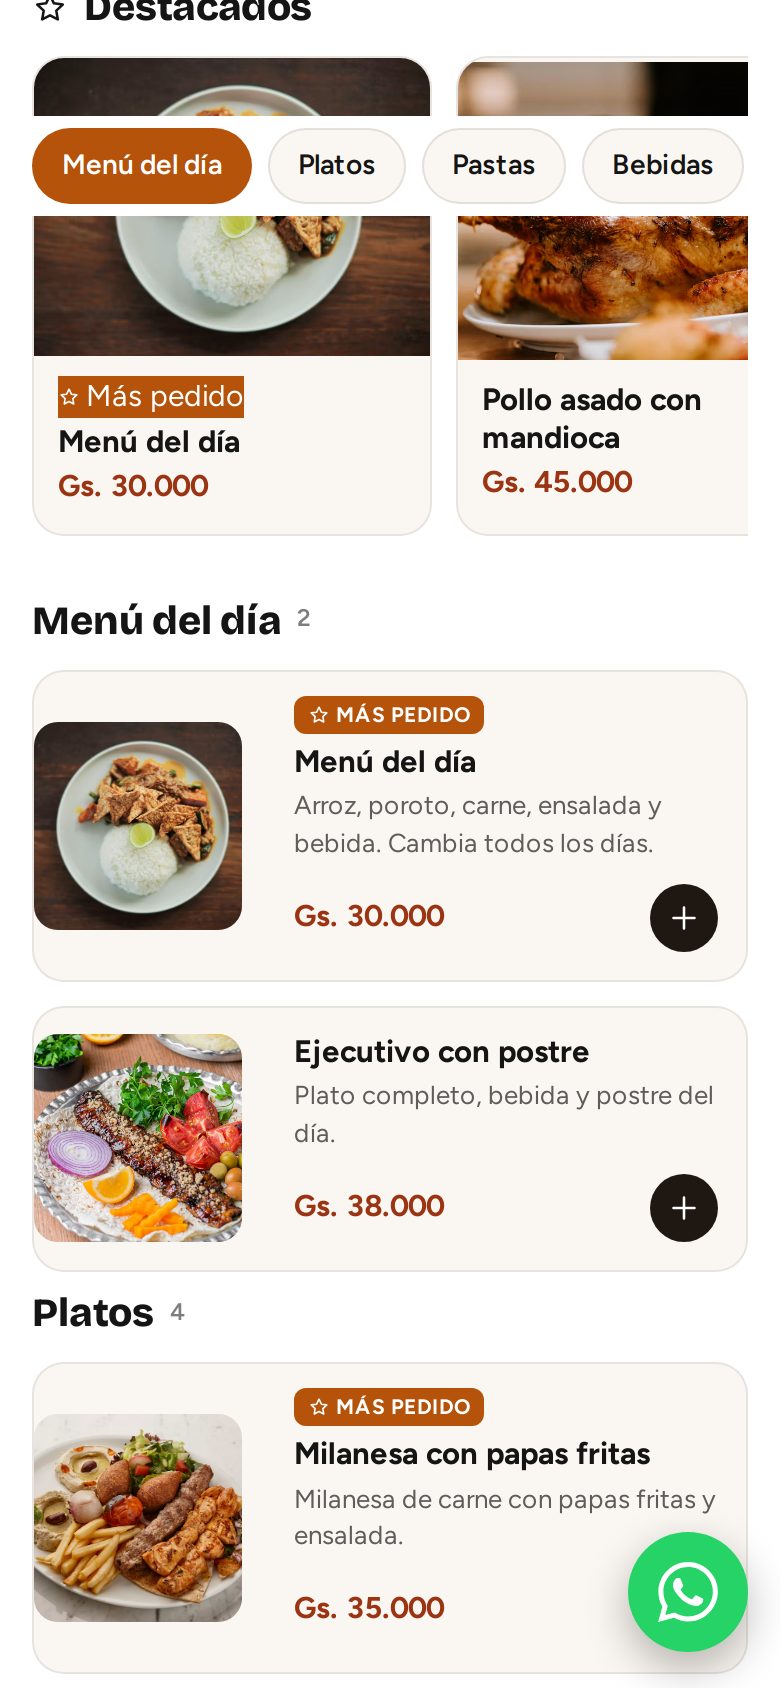 Destacados
Menú del día
Platos
Pastas
Bebidas
Más pedido
Menú del día
Gs. 30.000
Pollo asado con
mandioca
Gs. 45.000
Menú del día 2
MÁS PEDIDO
Menú del día
Arroz, poroto, carne, ensalada y
bebida. Cambia todos los días.
Gs. 30.000
Ejecutivo con postre
Plato completo, bebida y postre del
día.
Gs. 38.000
Platos 4
MÁS PEDIDO
Milanesa con papas fritas
Milanesa de carne con papas fritas y
ensalada.
Gs. 35.000